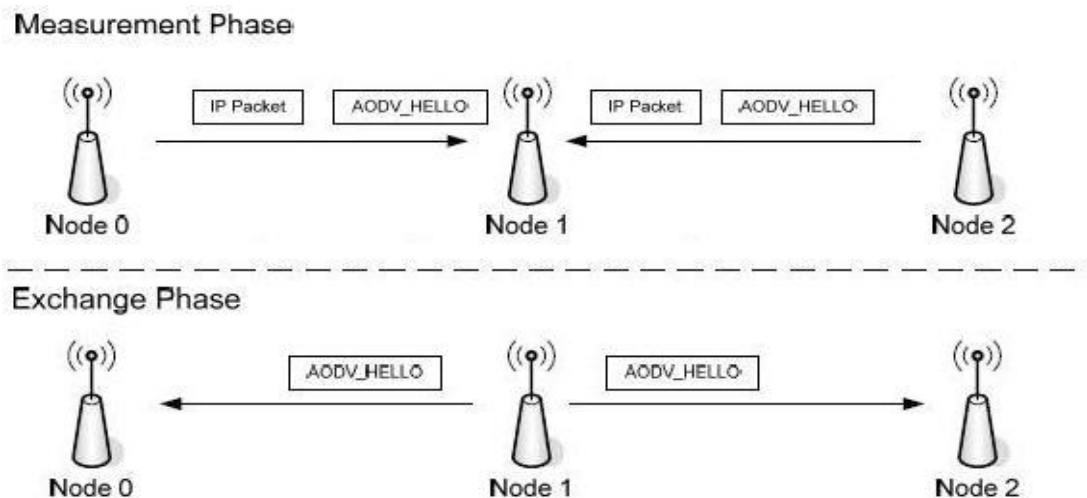 Measurement Phase
IP Packet AODV_HELLO IP Packet AODV_HELLO
Node 0 Node 1 Node 2
Exchange Phase
AODV_HELLO AODV_HELLO
Node 0 Node 1 Node 2